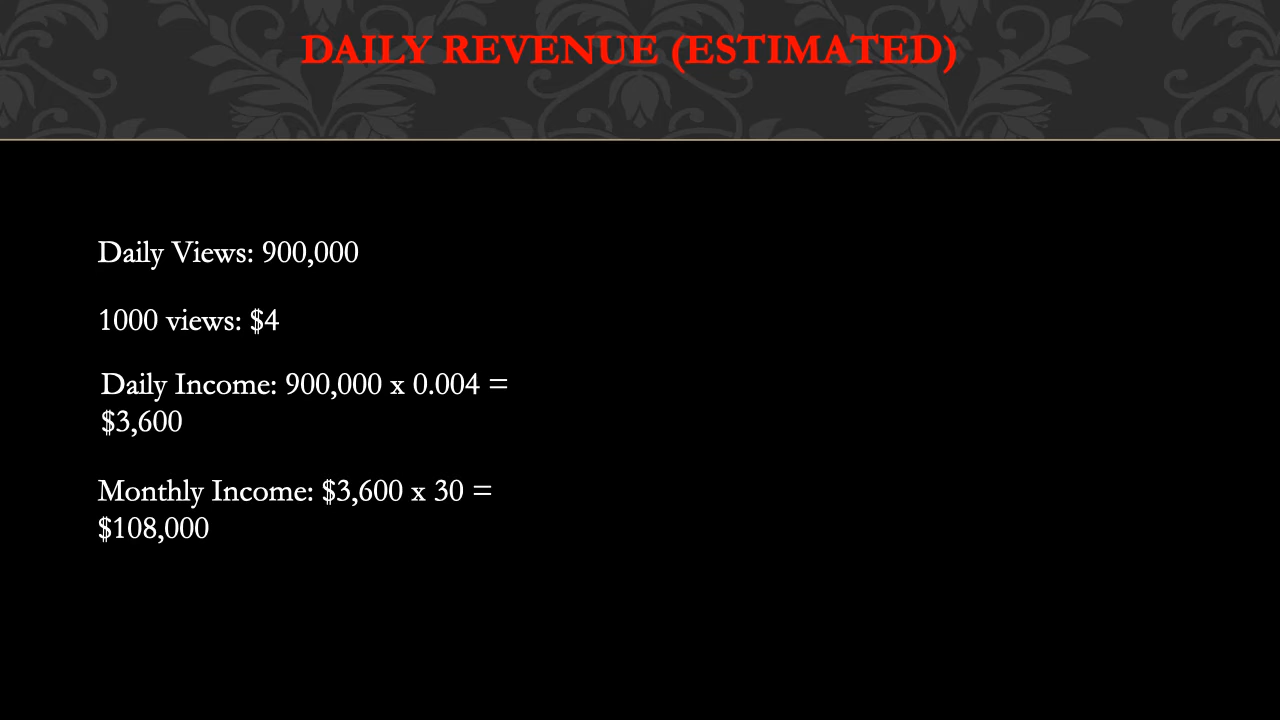 DAILY REVENUE (ESTIMATED)
Daily Views: 900,000
1000 views: $4
Daily Income: 900,000 x 0.004 =
$3,600
Monthly Income: $3,600 x 30 =
$108,000